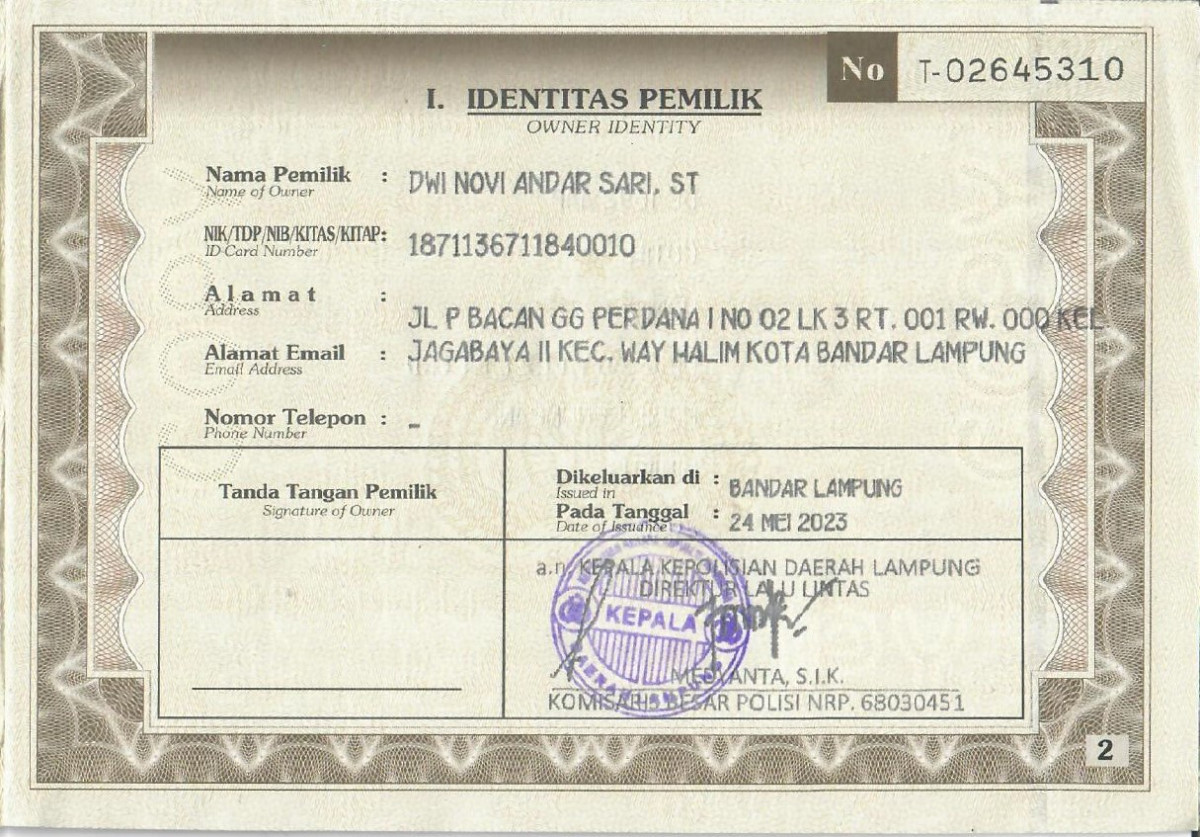 No T-02645310
I. IDENTITAS PEMILIK
OWNER IDENTITY
Nama Pemilik : DWI NOVI ANDAR SARI, ST
Name of Owner
NIK/TDP/NIB/KITAS/KITAP: 1871136711840010
ID Card Number
Alamat :
Address
JL P BACAN GG PERDANA I NO 02 LK 3 RT. 001 RW. 000 KEL
Alamat Email : JAGABAYA II KEC. WAY HALIM KOTA BANDAR LAMPUNG
Email Address
Nomor Telepon : -
Phone Number
Tanda Tangan Pemilik
Signature of Owner
Dikeluarkan di : BANDAR LAMPUNG
Issued in
Pada Tanggal : 24 MEI 2023
Date of Issuance
a.n. KEPALA KEPOLISIAN DAERAH LAMPUNG
DIREKTUR LALU LINTAS
KEPALA
MEDYANTA, S.I.K.
KOMISARIS BESAR POLISI NRP. 68030451
2